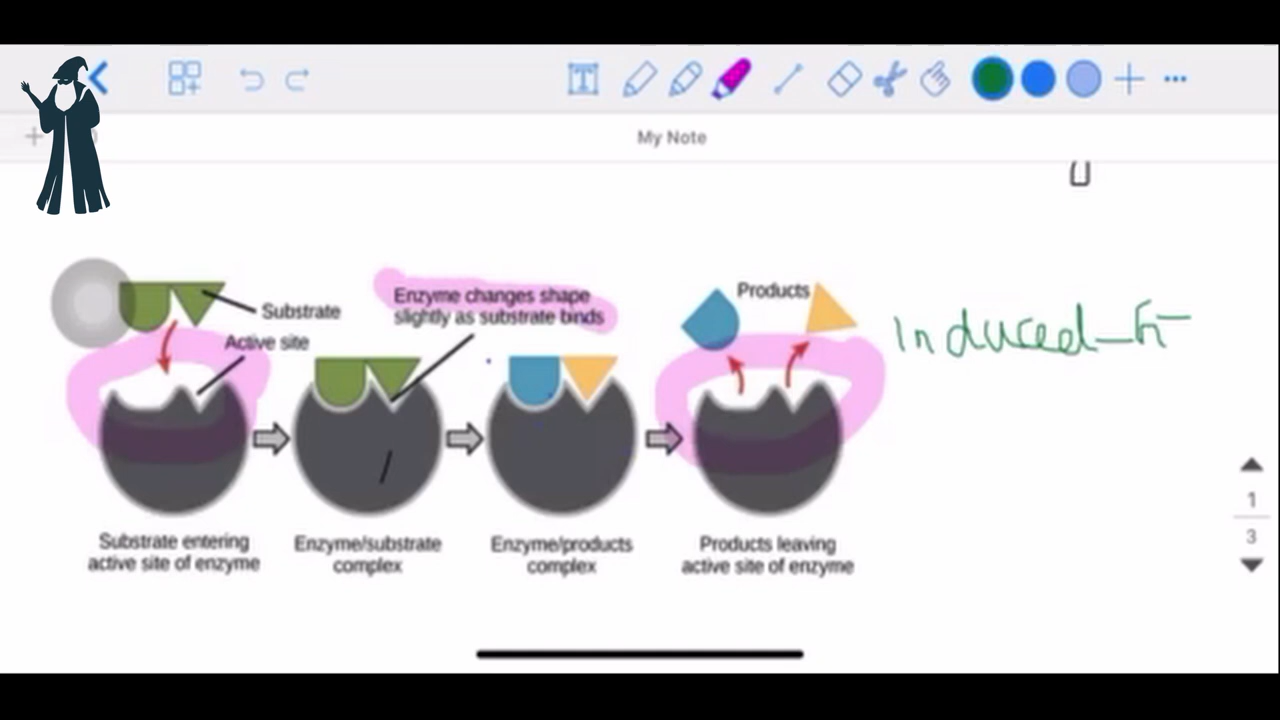 My Note
Substrate
Active site
Enzyme changes shape
slightly as substrate binds
Products
Induced-fit
Substrate entering
active site of enzyme
Enzyme/substrate
complex
Enzyme/products
complex
Products leaving
active site of enzyme
1
3